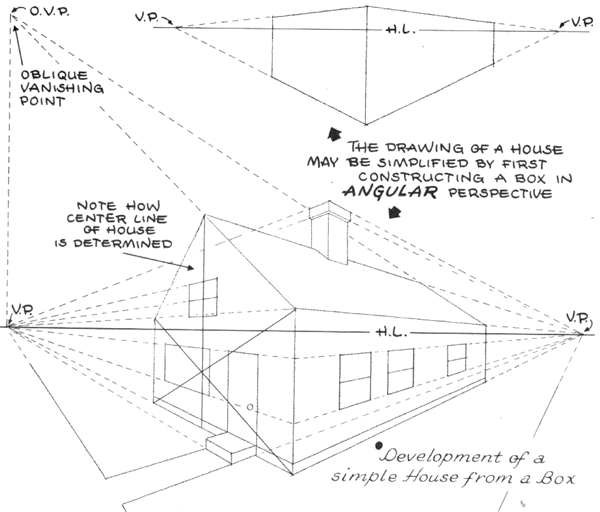 O.V.P.
OBLIQUE
VANISHING
POINT
V.P.
H.L.
V.P.
THE DRAWING OF A HOUSE
MAY BE SIMPLIFIED BY FIRST
CONSTRUCTING A BOX IN
ANGULAR PERSPECTIVE
NOTE HOW
CENTER LINE
OF HOUSE
IS DETERMINED
V.P.
H.L.
V.P.
Development of a
simple House from a Box